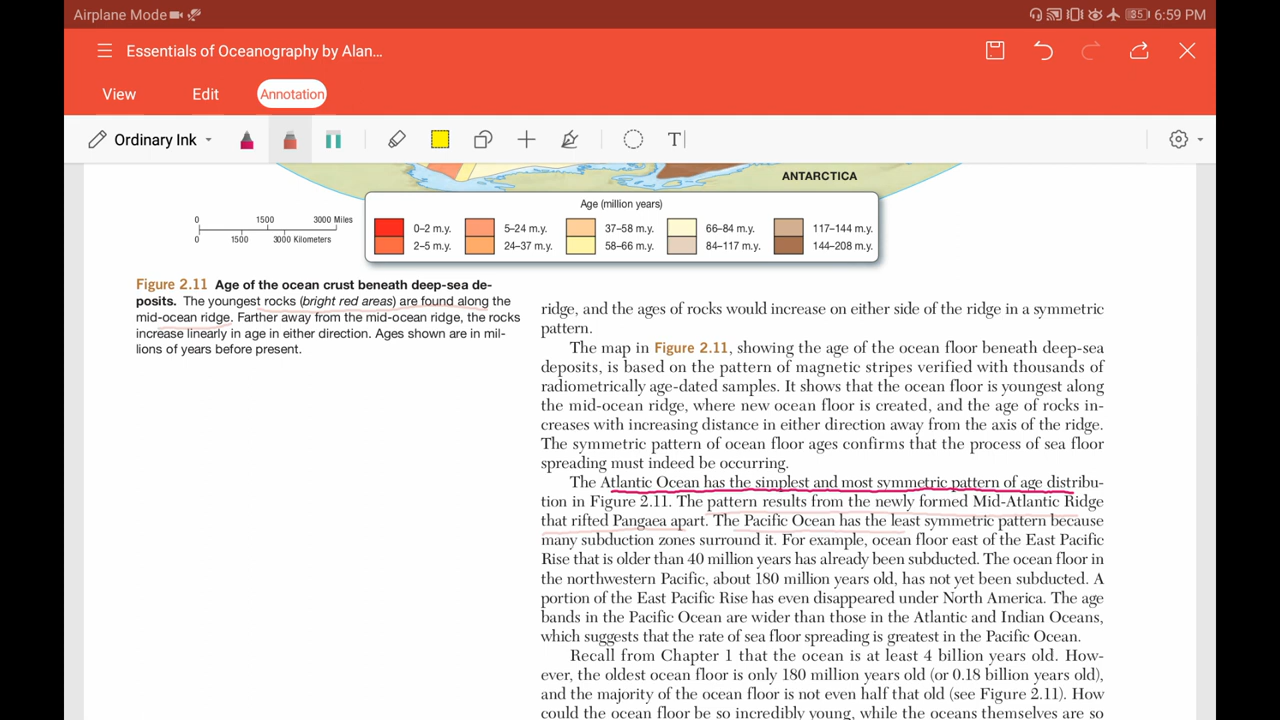 Airplane Mode
35 6:59 PM
Essentials of Oceanography by Alan...
View Edit Annotation
Ordinary Ink
T
ANTARCTICA
Age (million years)
0 1500 3000 Miles
0 1500 3000 Kilometers
0–2 m.y. 5–24 m.y. 37–58 m.y. 66–84 m.y. 117–144 m.y.
2–5 m.y. 24–37 m.y. 58–66 m.y. 84–117 m.y. 144–208 m.y.
Figure 2.11 Age of the ocean crust beneath deep-sea de-
posits. The youngest rocks (bright red areas) are found along the
mid-ocean ridge. Farther away from the mid-ocean ridge, the rocks
increase linearly in age in either direction. Ages shown are in mil-
lions of years before present.
ridge, and the ages of rocks would increase on either side of the ridge in a symmetric
pattern.
The map in Figure 2.11, showing the age of the ocean floor beneath deep-sea
deposits, is based on the pattern of magnetic stripes verified with thousands of
radiometrically age-dated samples. It shows that the ocean floor is youngest along
the mid-ocean ridge, where new ocean floor is created, and the age of rocks in-
creases with increasing distance in either direction away from the axis of the ridge.
The symmetric pattern of ocean floor ages confirms that the process of sea floor
spreading must indeed be occurring.
The Atlantic Ocean has the simplest and most symmetric pattern of age distribu-
tion in Figure 2.11. The pattern results from the newly formed Mid-Atlantic Ridge
that rifted Pangaea apart. The Pacific Ocean has the least symmetric pattern because
many subduction zones surround it. For example, ocean floor east of the East Pacific
Rise that is older than 40 million years has already been subducted. The ocean floor in
the northwestern Pacific, about 180 million years old, has not yet been subducted. A
portion of the East Pacific Rise has even disappeared under North America. The age
bands in the Pacific Ocean are wider than those in the Atlantic and Indian Oceans,
which suggests that the rate of sea floor spreading is greatest in the Pacific Ocean.
Recall from Chapter 1 that the ocean is at least 4 billion years old. How-
ever, the oldest ocean floor is only 180 million years old (or 0.18 billion years old),
and the majority of the ocean floor is not even half that old (see Figure 2.11). How
could the ocean floor be so incredibly young, while the oceans themselves are so